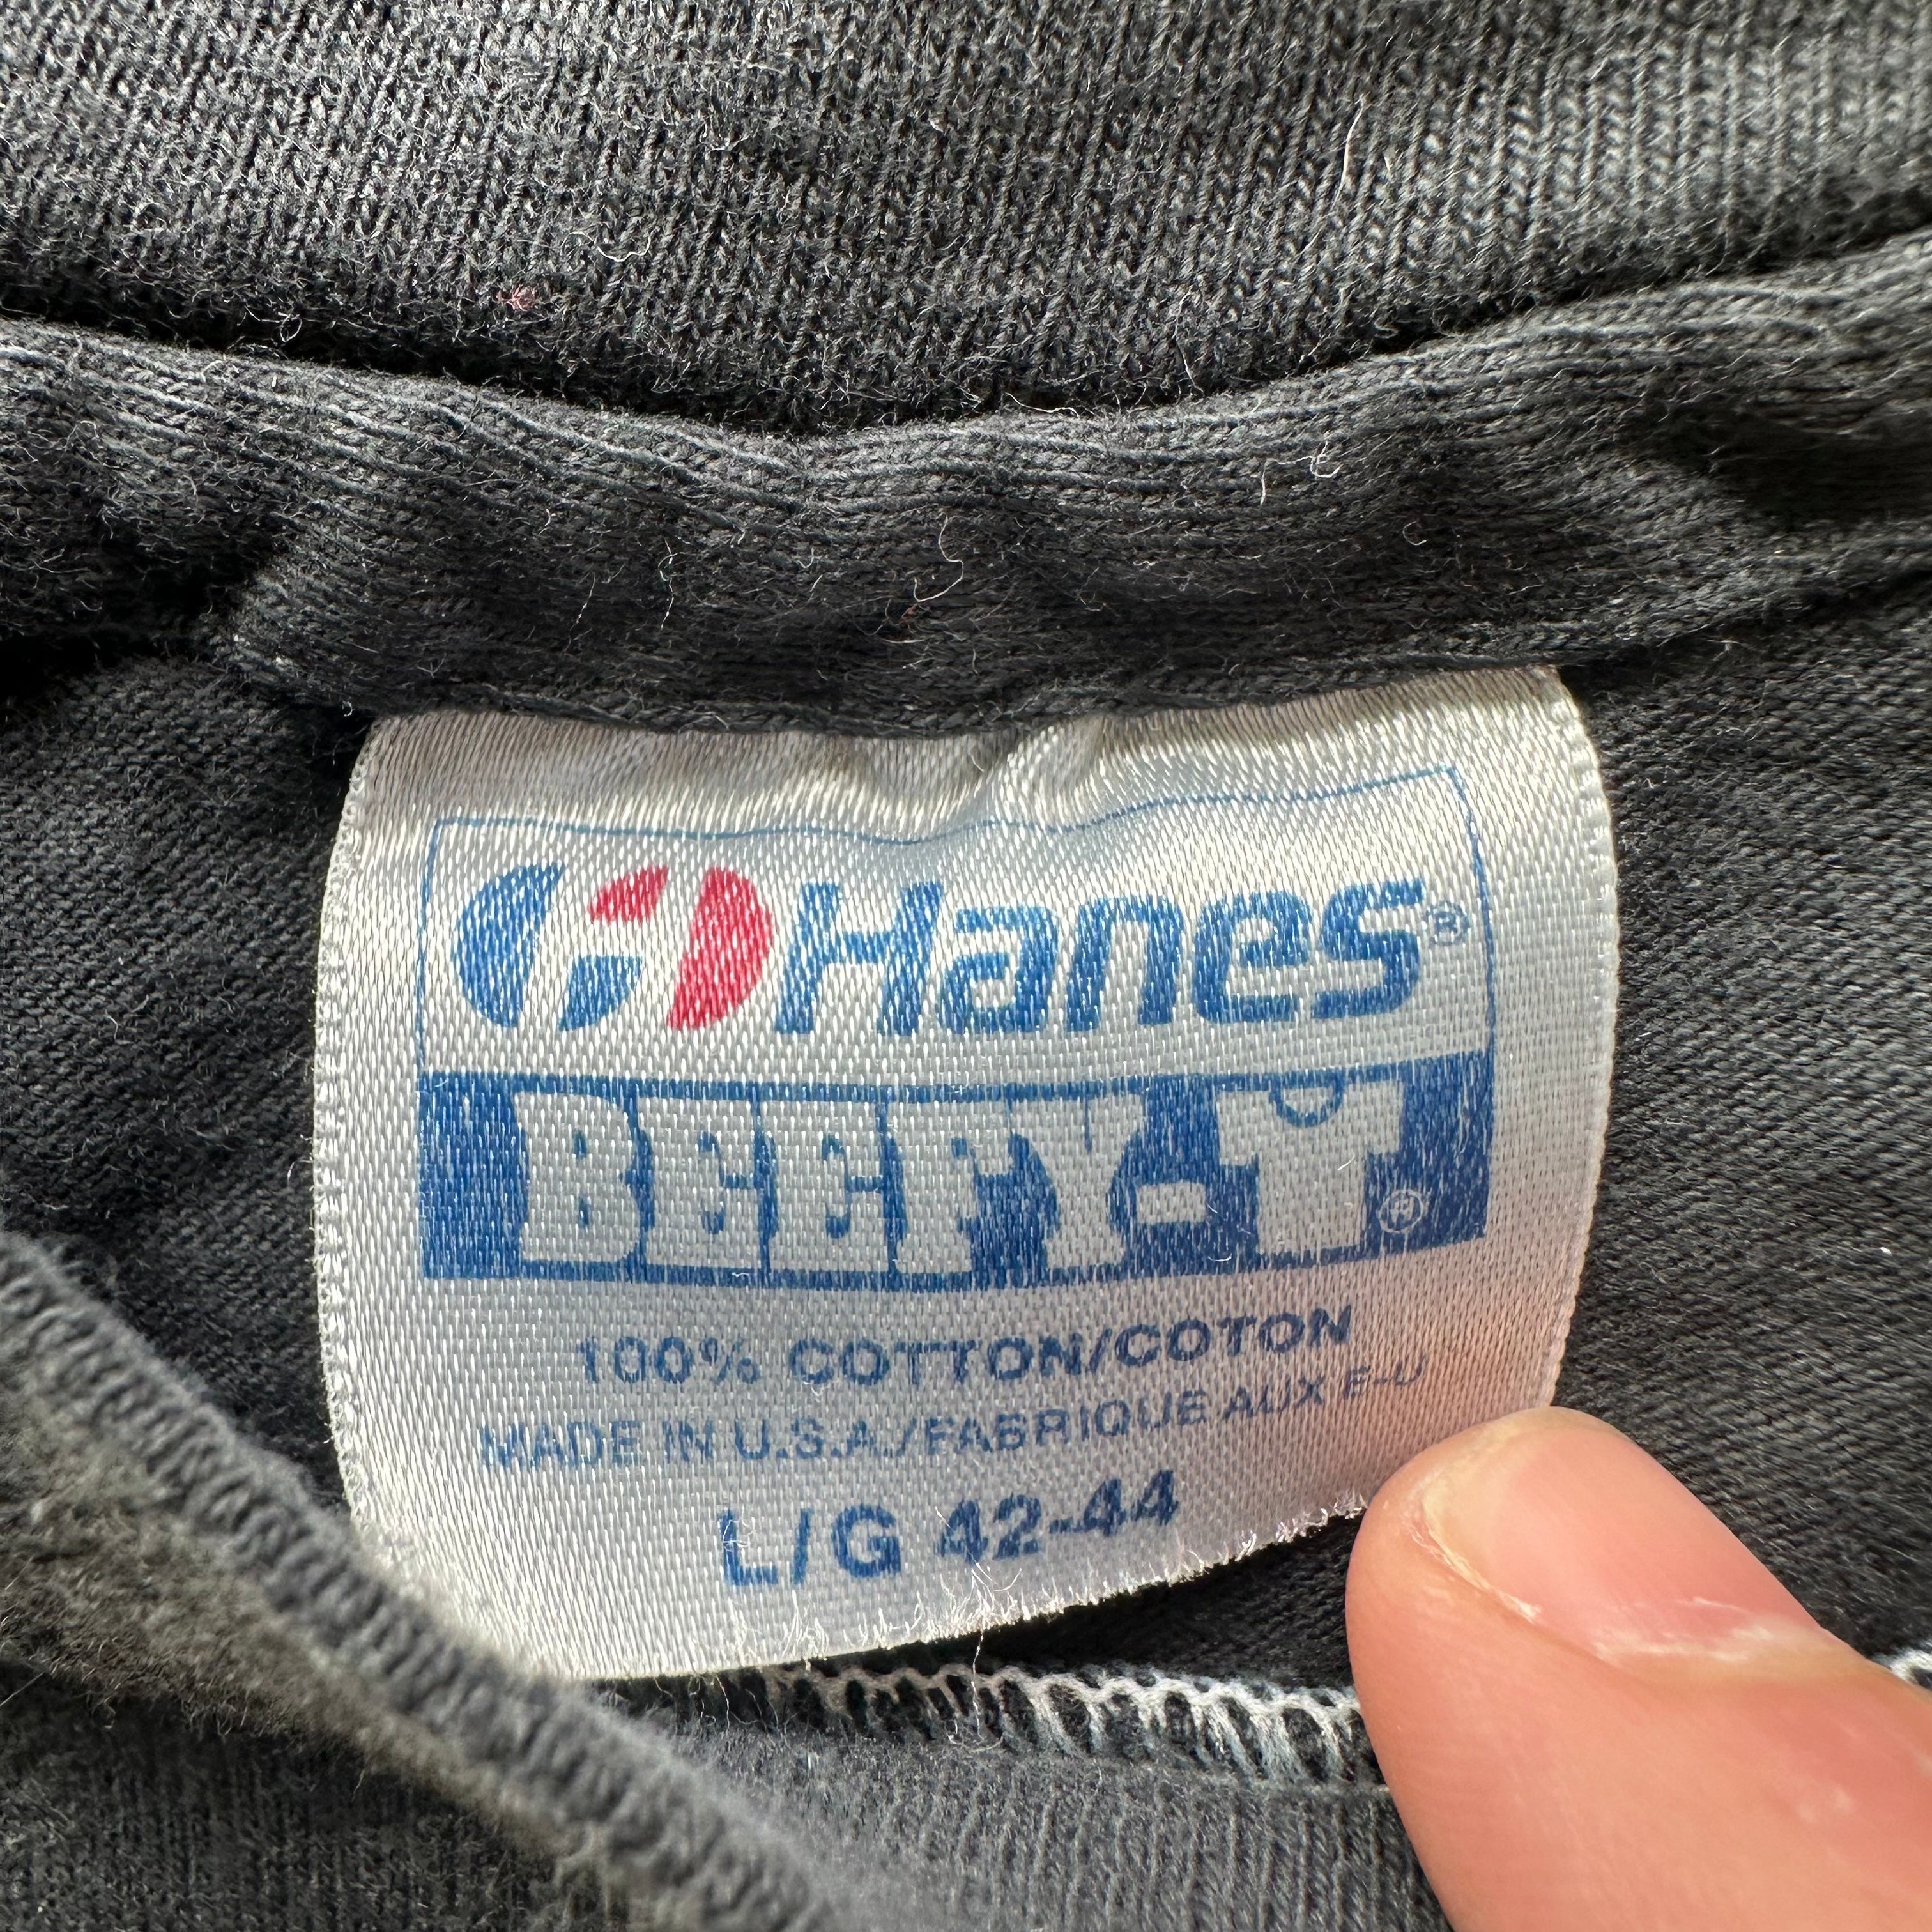 Hanes®
BEEFY-T®
100% COTTON/COTON
MADE IN U.S.A./FABRIQUE AUX E-U
L/G 42-44